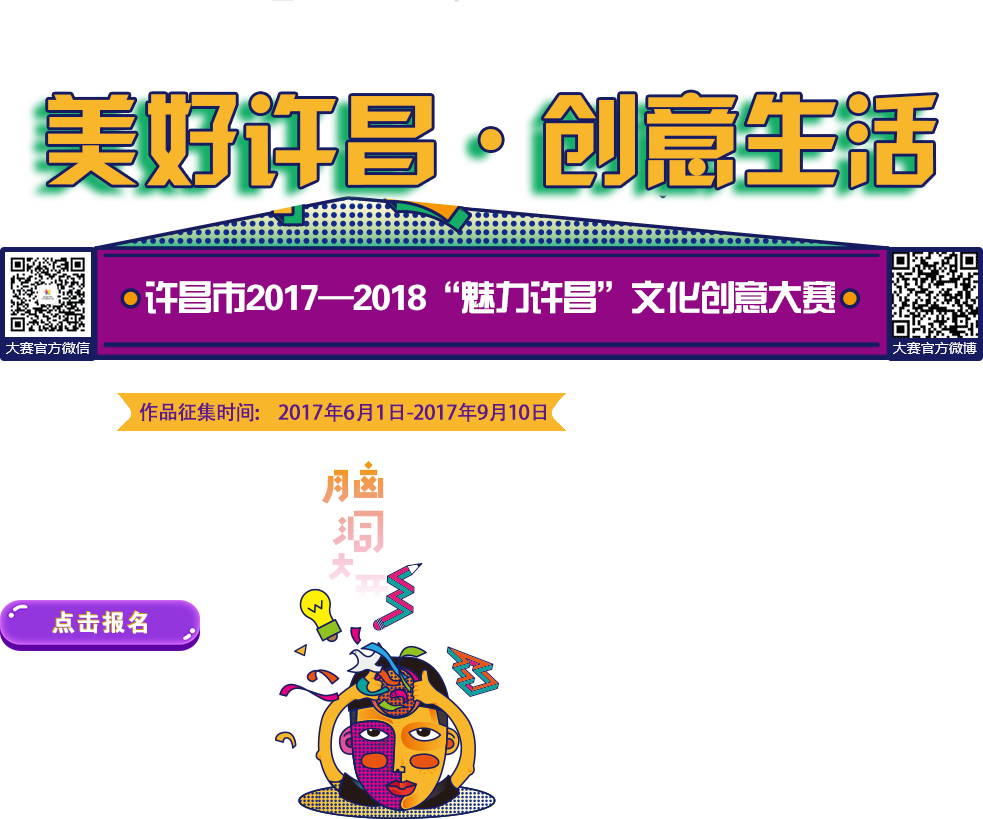 美好许昌·创意生活
许昌市2017—2018“魅力许昌”文化创意大赛
大赛官方微信
大赛官方微博
作品征集时间: 2017年6月1日-2017年9月10日
脑
洞
大
开
点击报名